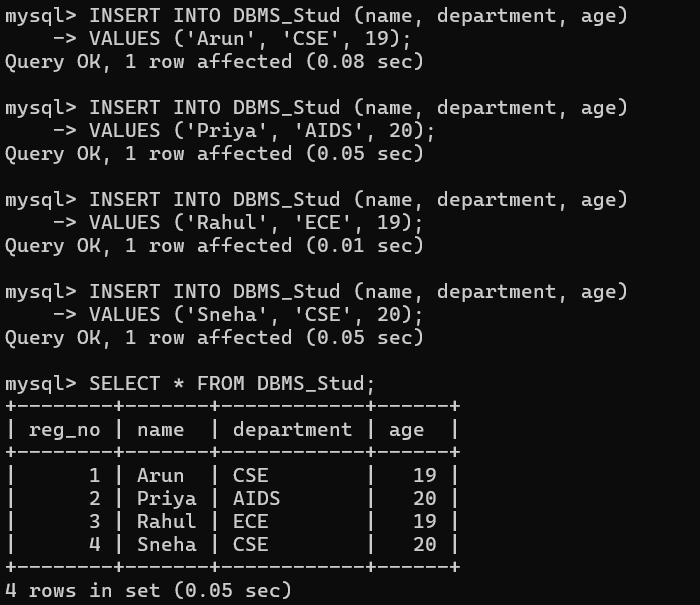 mysql> INSERT INTO DBMS_Stud (name, department, age)
    -> VALUES ('Arun', 'CSE', 19);
Query OK, 1 row affected (0.08 sec)

mysql> INSERT INTO DBMS_Stud (name, department, age)
    -> VALUES ('Priya', 'AIDS', 20);
Query OK, 1 row affected (0.05 sec)

mysql> INSERT INTO DBMS_Stud (name, department, age)
    -> VALUES ('Rahul', 'ECE', 19);
Query OK, 1 row affected (0.01 sec)

mysql> INSERT INTO DBMS_Stud (name, department, age)
    -> VALUES ('Sneha', 'CSE', 20);
Query OK, 1 row affected (0.05 sec)

mysql> SELECT * FROM DBMS_Stud;
+--------+-------+------------+------+
| reg_no | name  | department | age  |
+--------+-------+------------+------+
|      1 | Arun  | CSE        |   19 |
|      2 | Priya | AIDS       |   20 |
|      3 | Rahul | ECE        |   19 |
|      4 | Sneha | CSE        |   20 |
+--------+-------+------------+------+
4 rows in set (0.05 sec)